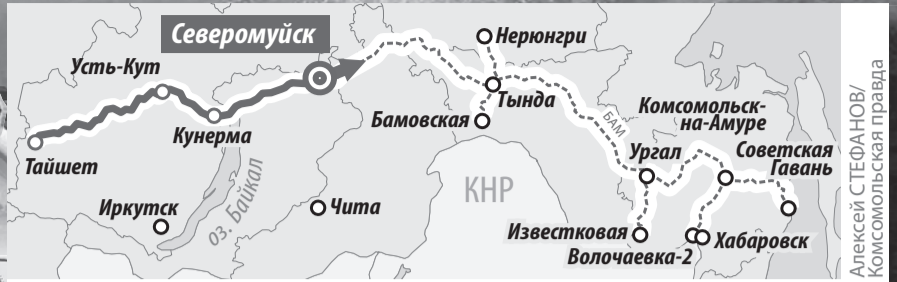 Северомуйск
Нерюнгри
Усть-Кут
Тында
Комсомольск-
на-Амуре
Бамовская
БАМ
Кунерма
Ургал
Советская
Гавань
Тайшет
оз. Байкал
КНР
Иркутск
Чита
Известковая
Хабаровск
Волочаевка-2
Алексей СТЕФАНОВ/
Комсомольская правда